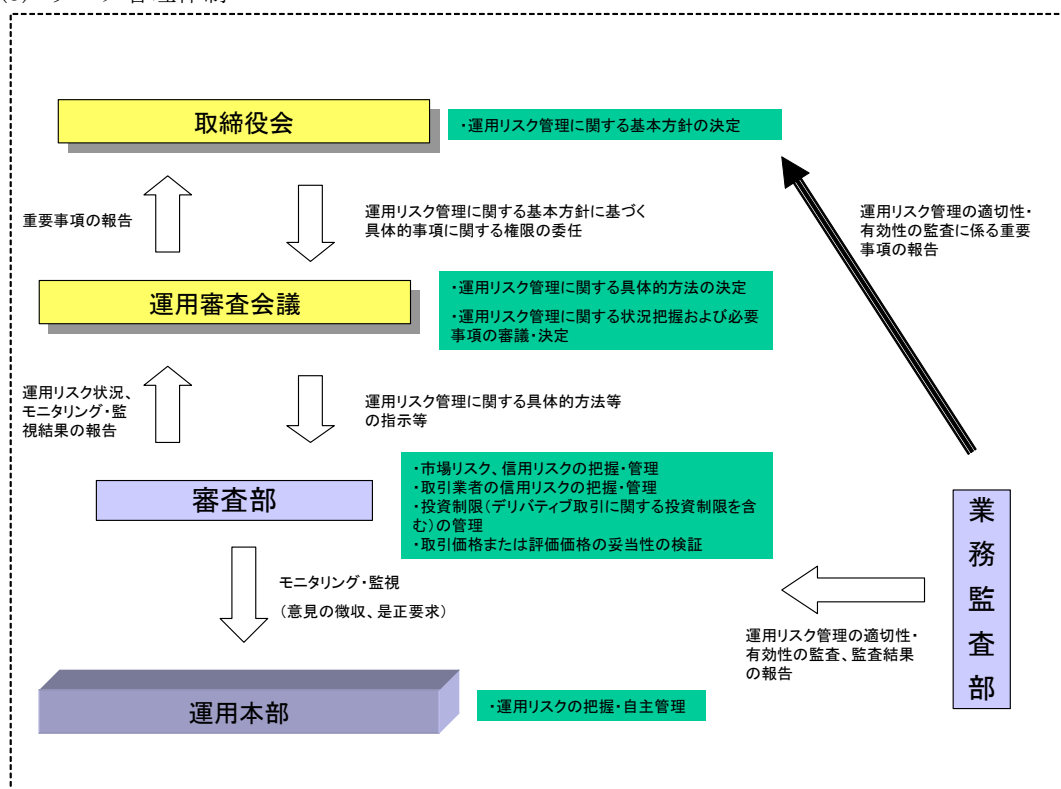 取締役会
・運用リスク管理に関する基本方針の決定
重要事項の報告
運用リスク管理に関する基本方針に基づく
具体的事項に関する権限の委任
運用リスク管理の適切性・
有効性の監査に係る重要
事項の報告
運用審査会議
・運用リスク管理に関する具体的方法の決定
・運用リスク管理に関する状況把握および必要
事項の審議・決定
運用リスク状況、
モニタリング・監
視結果の報告
運用リスク管理に関する具体的方法等
の指示等
審査部
・市場リスク、信用リスクの把握・管理
・取引業者の信用リスクの把握・管理
・投資制限（デリバティブ取引に関する投資制限を含
む）の管理
・取引価格または評価価格の妥当性の検証
業務監査部
モニタリング・監視
（意見の徴収、是正要求）
運用リスク管理の適切性・
有効性の監査、監査結果
の報告
運用本部
・運用リスクの把握・自主管理